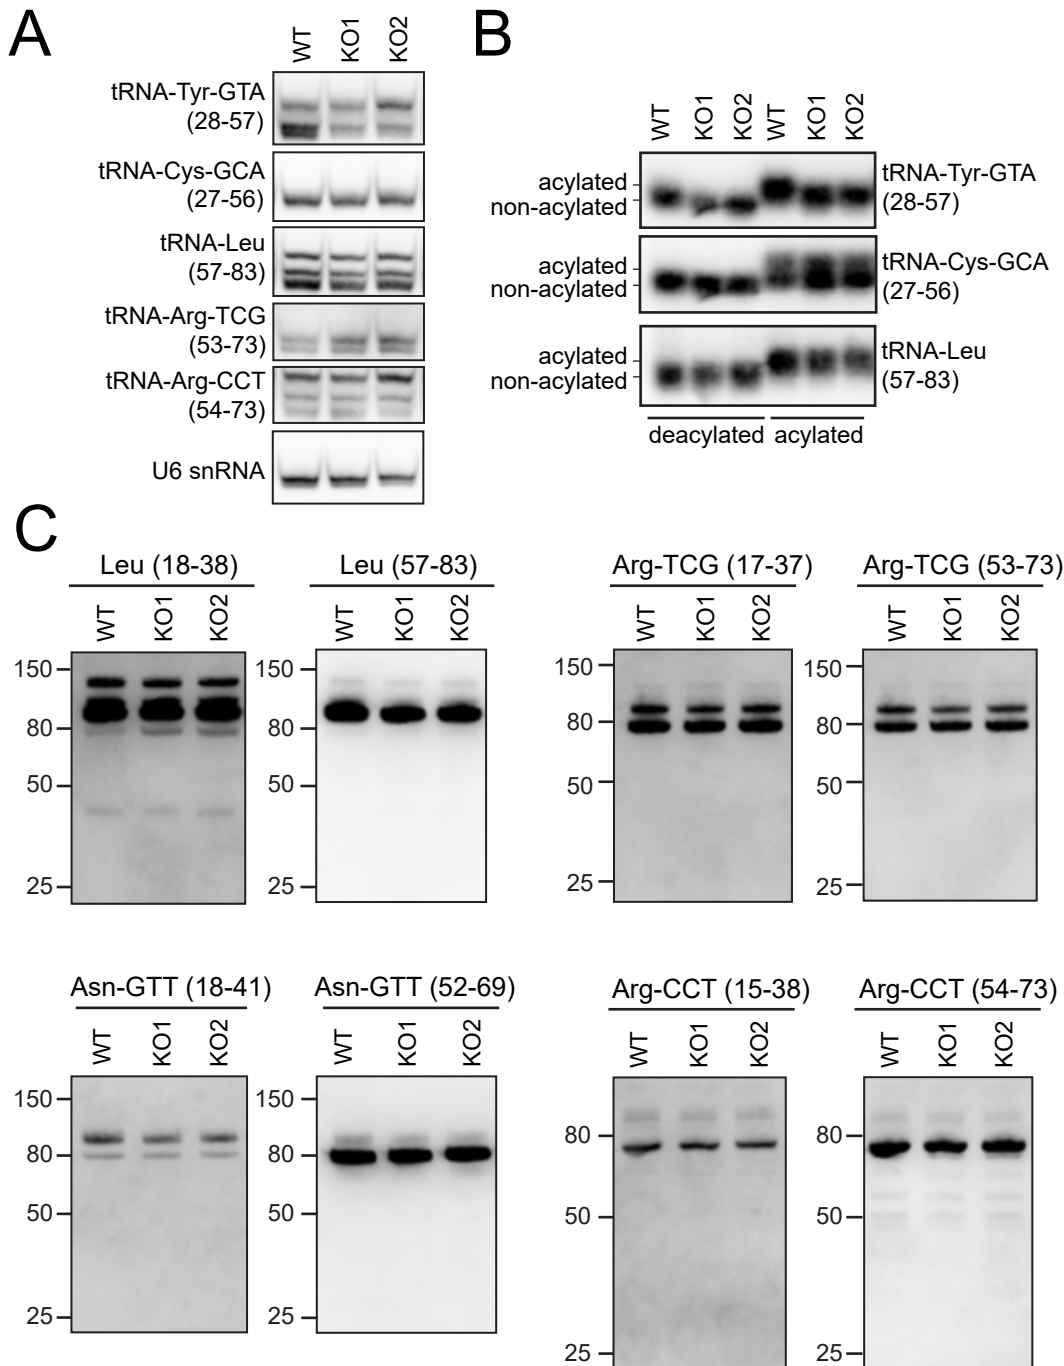 A
WT
KO1
KO2
tRNA-Tyr-GTA
(28-57)
tRNA-Cys-GCA
(27-56)
tRNA-Leu
(57-83)
tRNA-Arg-TCG
(53-73)
tRNA-Arg-CCT
(54-73)
U6 snRNA
B
WT
KO1
KO2
WT
KO1
KO2
acylated
non-acylated
tRNA-Tyr-GTA
(28-57)
acylated
non-acylated
tRNA-Cys-GCA
(27-56)
acylated
non-acylated
tRNA-Leu
(57-83)
deacylated
acylated
C
Leu (18-38)
WT
KO1
KO2
150
80
50
25
Leu (57-83)
WT
KO1
KO2
150
80
50
25
Arg-TCG (17-37)
WT
KO1
KO2
150
80
50
25
Arg-TCG (53-73)
WT
KO1
KO2
150
80
50
25
Asn-GTT (18-41)
WT
KO1
KO2
150
80
50
25
Asn-GTT (52-69)
WT
KO1
KO2
150
80
50
25
Arg-CCT (15-38)
WT
KO1
KO2
80
50
25
Arg-CCT (54-73)
WT
KO1
KO2
80
50
25